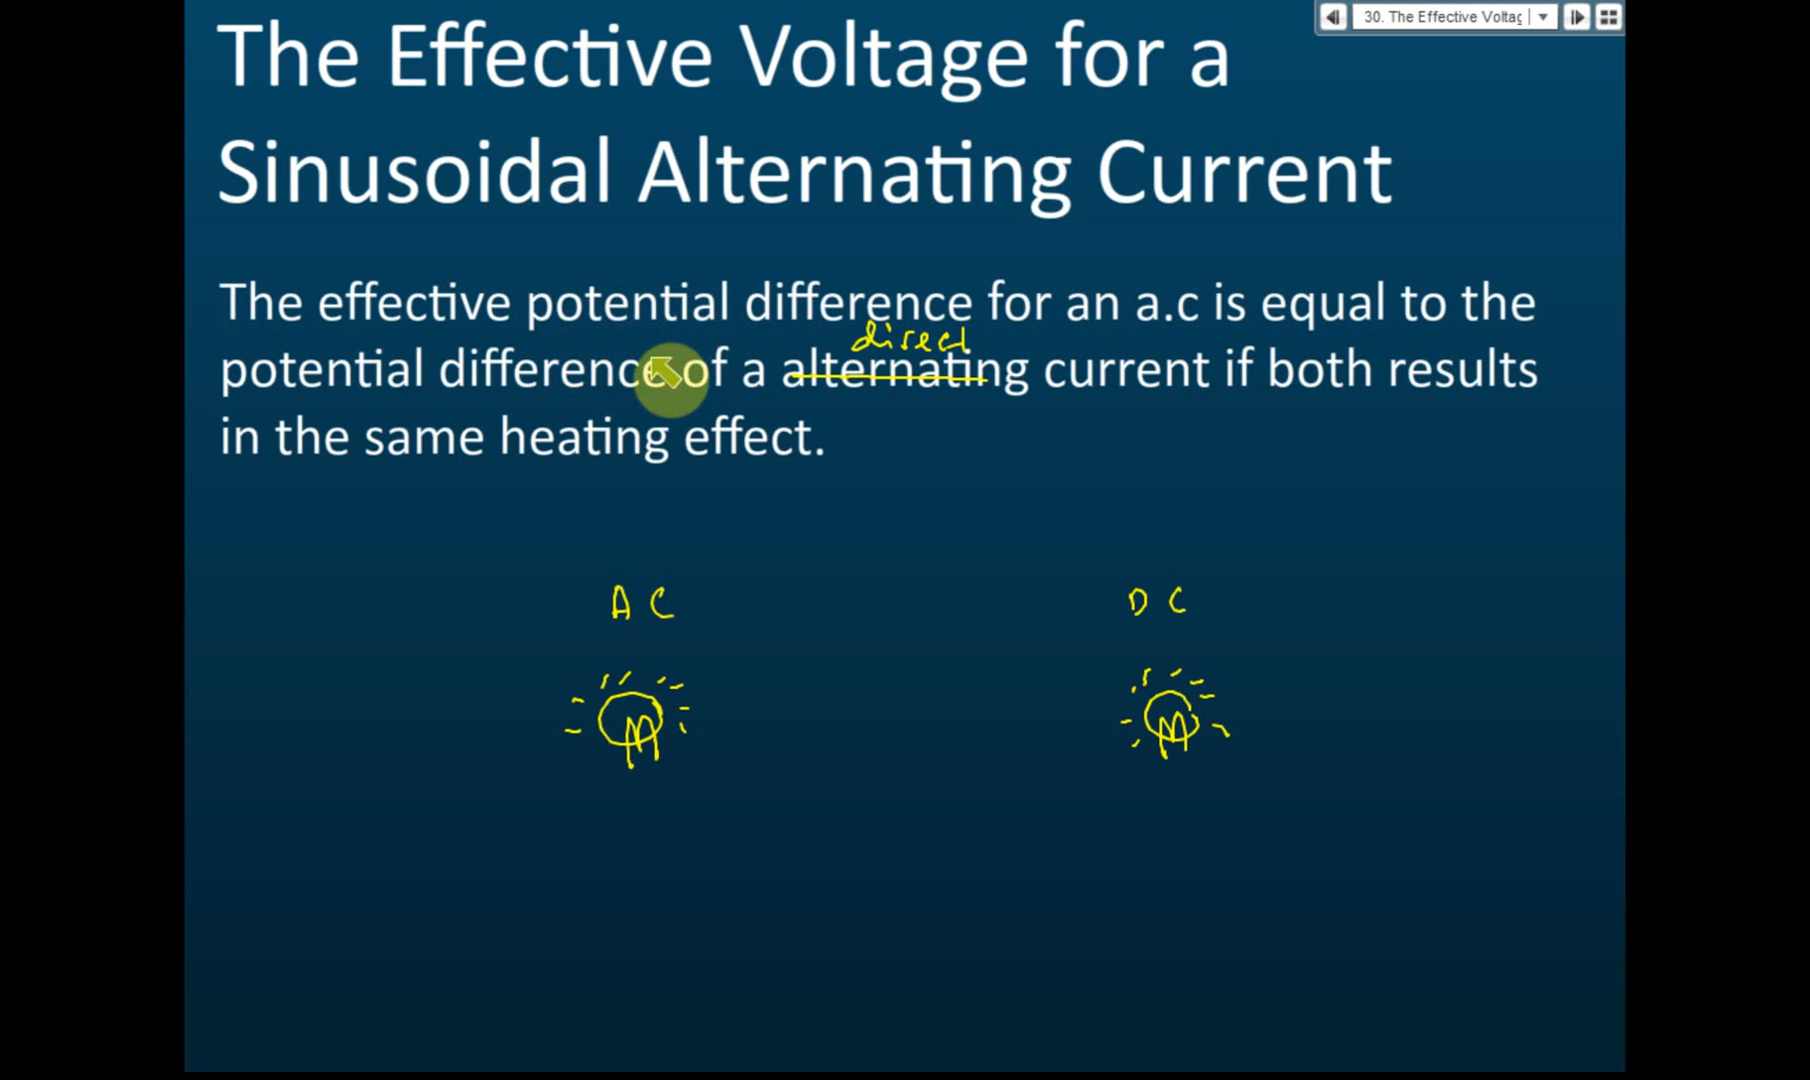 30. The Effective Voltag
The Effective Voltage for a
Sinusoidal Alternating Current
The effective potential difference for an a.c is equal to the
direct
potential difference of a alternating current if both results
in the same heating effect.
A C D C